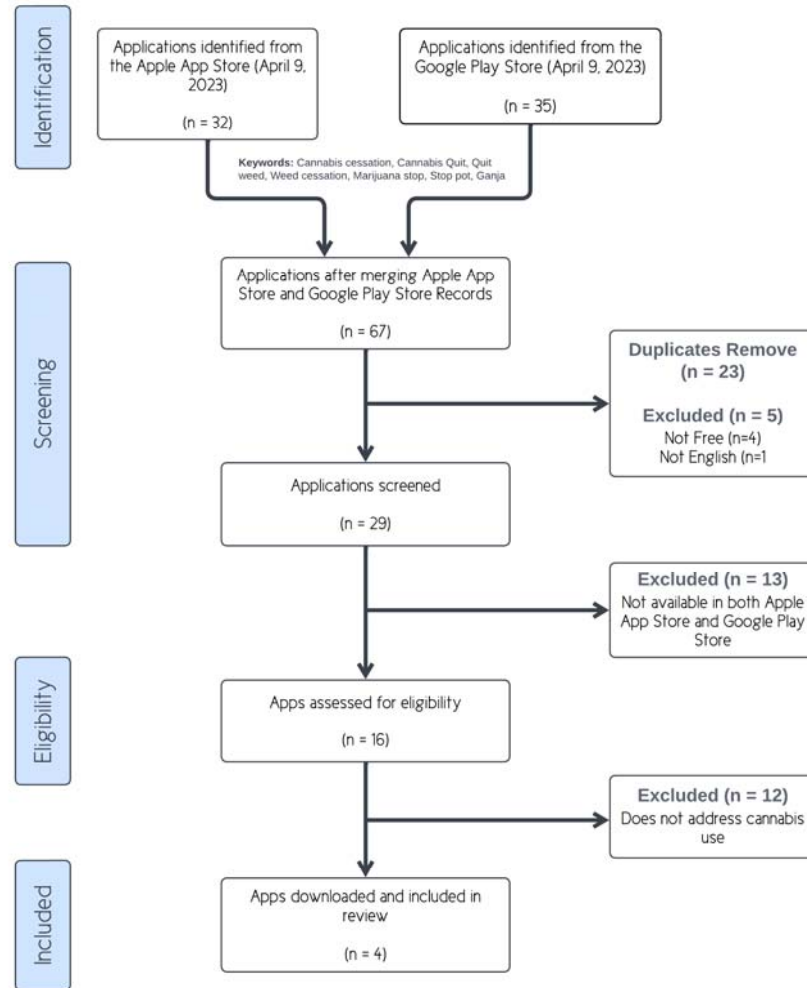 Identification
Applications identified from
the Apple App Store (April 9,
2023)
(n = 32)
Applications identified from the
Google Play Store (April 9, 2023)
(n = 35)
Keywords: Cannabis cessation, Cannabis Quit, Quit
weed, Weed cessation, Marijuana stop, Stop pot, Ganja
Screening
Applications after merging Apple App
Store and Google Play Store Records
(n = 67)
Duplicates Remove
(n = 23)
Excluded (n = 5)
Not Free (n=4)
Not English (n=1
Applications screened
(n = 29)
Excluded (n = 13)
Not available in both Apple
App Store and Google Play
Store
Eligibility
Apps assessed for eligibility
(n = 16)
Excluded (n = 12)
Does not address cannabis
use
Included
Apps downloaded and included in
review
(n = 4)